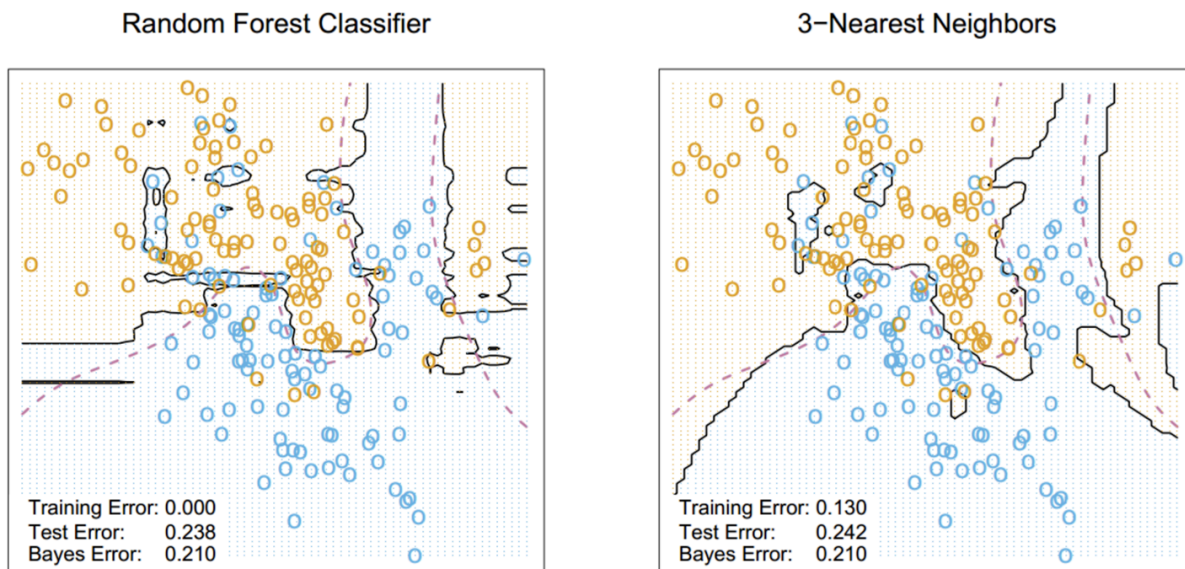 Random Forest Classifier
3−Nearest Neighbors
Training Error: 0.000
Test Error: 0.238
Bayes Error: 0.210
Training Error: 0.130
Test Error: 0.242
Bayes Error: 0.210